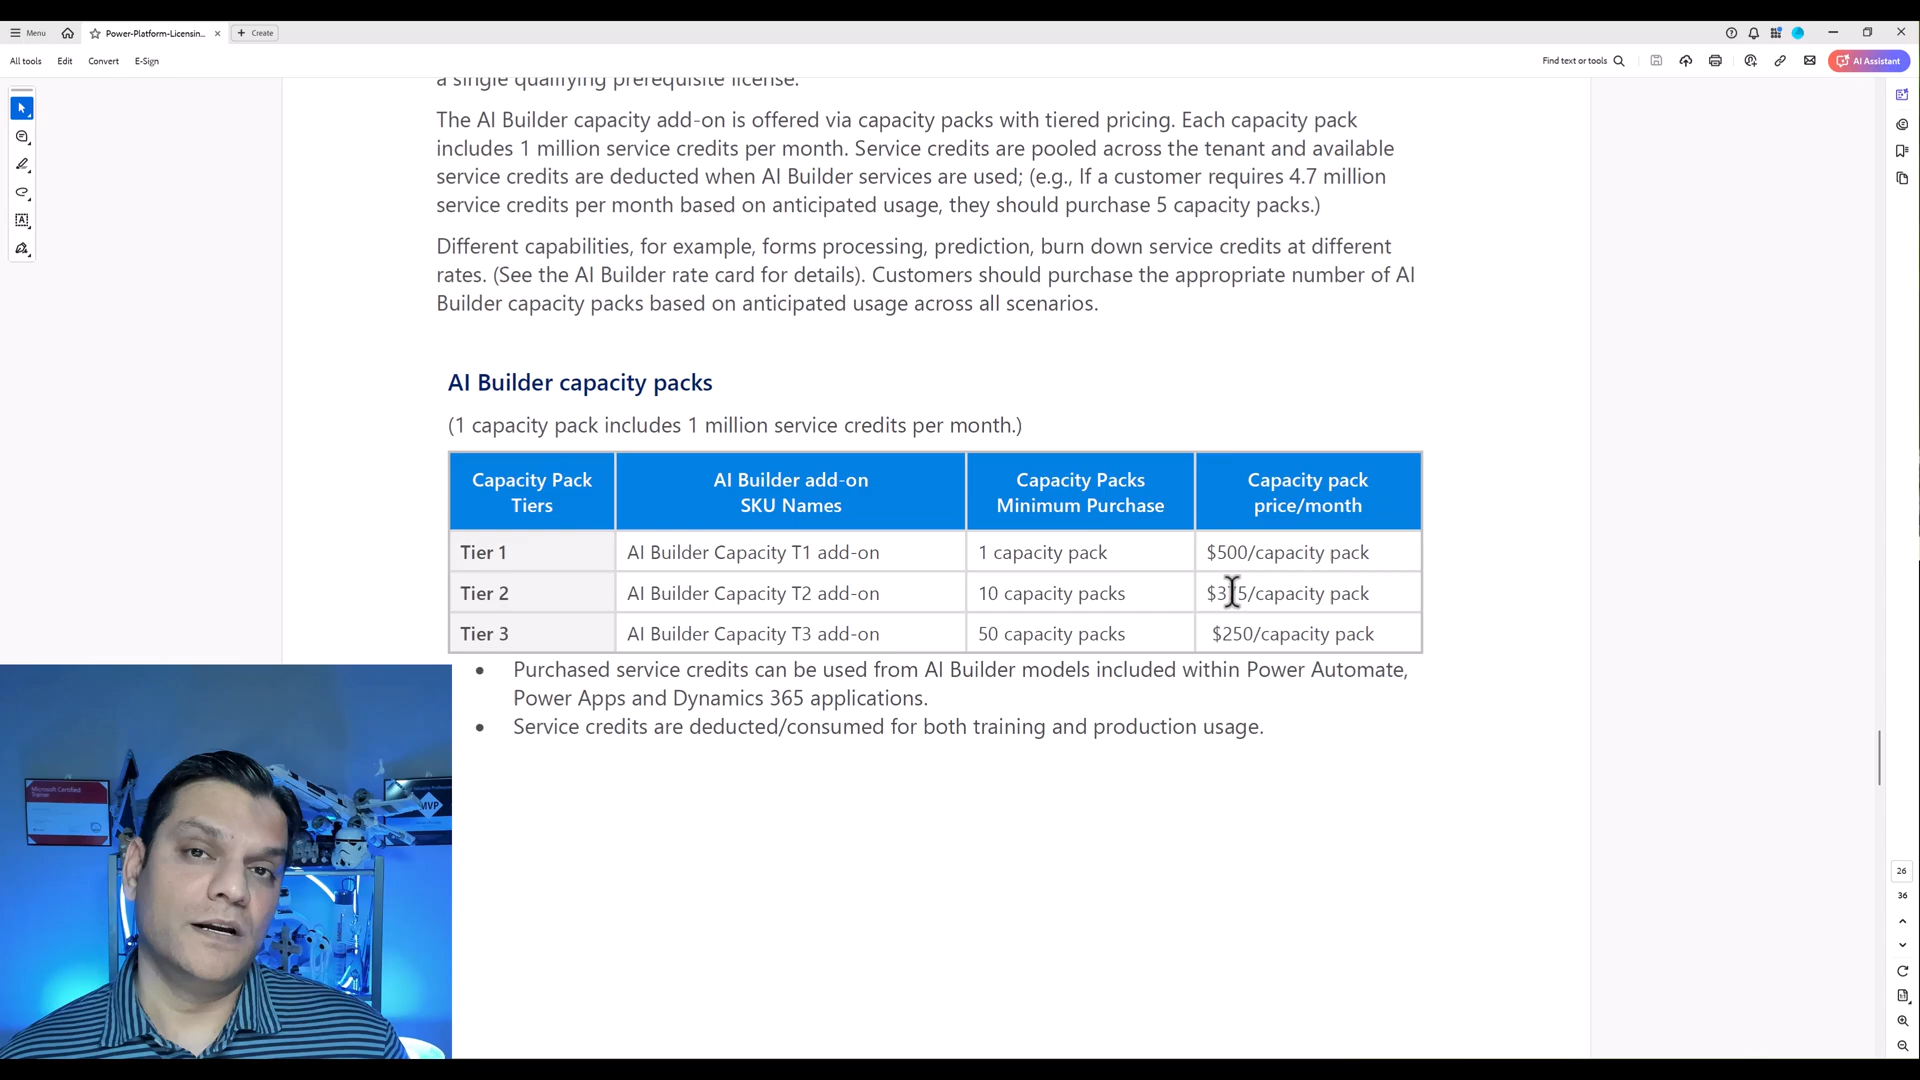 Menu
Power-Platform-Licensin...
Create
All tools
Edit
Convert
E-Sign
Find text or tools
AI Assistant
a single qualifying prerequisite license.
The AI Builder capacity add-on is offered via capacity packs with tiered pricing. Each capacity pack
includes 1 million service credits per month. Service credits are pooled across the tenant and available
service credits are deducted when AI Builder services are used; (e.g., If a customer requires 4.7 million
service credits per month based on anticipated usage, they should purchase 5 capacity packs.)
Different capabilities, for example, forms processing, prediction, burn down service credits at different
rates. (See the AI Builder rate card for details). Customers should purchase the appropriate number of AI
Builder capacity packs based on anticipated usage across all scenarios.
AI Builder capacity packs
(1 capacity pack includes 1 million service credits per month.)
Capacity Pack
Tiers
AI Builder add-on
SKU Names
Capacity Packs
Minimum Purchase
Capacity pack
price/month
Tier 1
AI Builder Capacity T1 add-on
1 capacity pack
$500/capacity pack
Tier 2
AI Builder Capacity T2 add-on
10 capacity packs
$375/capacity pack
Tier 3
AI Builder Capacity T3 add-on
50 capacity packs
$250/capacity pack
• Purchased service credits can be used from AI Builder models included within Power Automate,
Power Apps and Dynamics 365 applications.
• Service credits are deducted/consumed for both training and production usage.
Microsoft Certified
Trainer
MVP
26
36